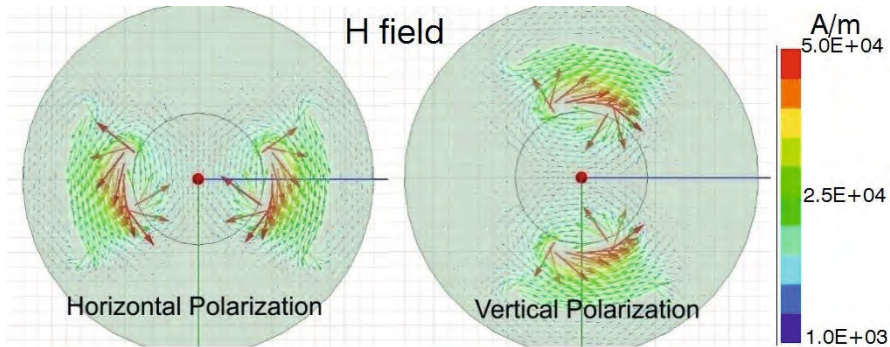 H field
A/m
5.0E+04
2.5E+04
1.0E+03
Horizontal Polarization
Vertical Polarization